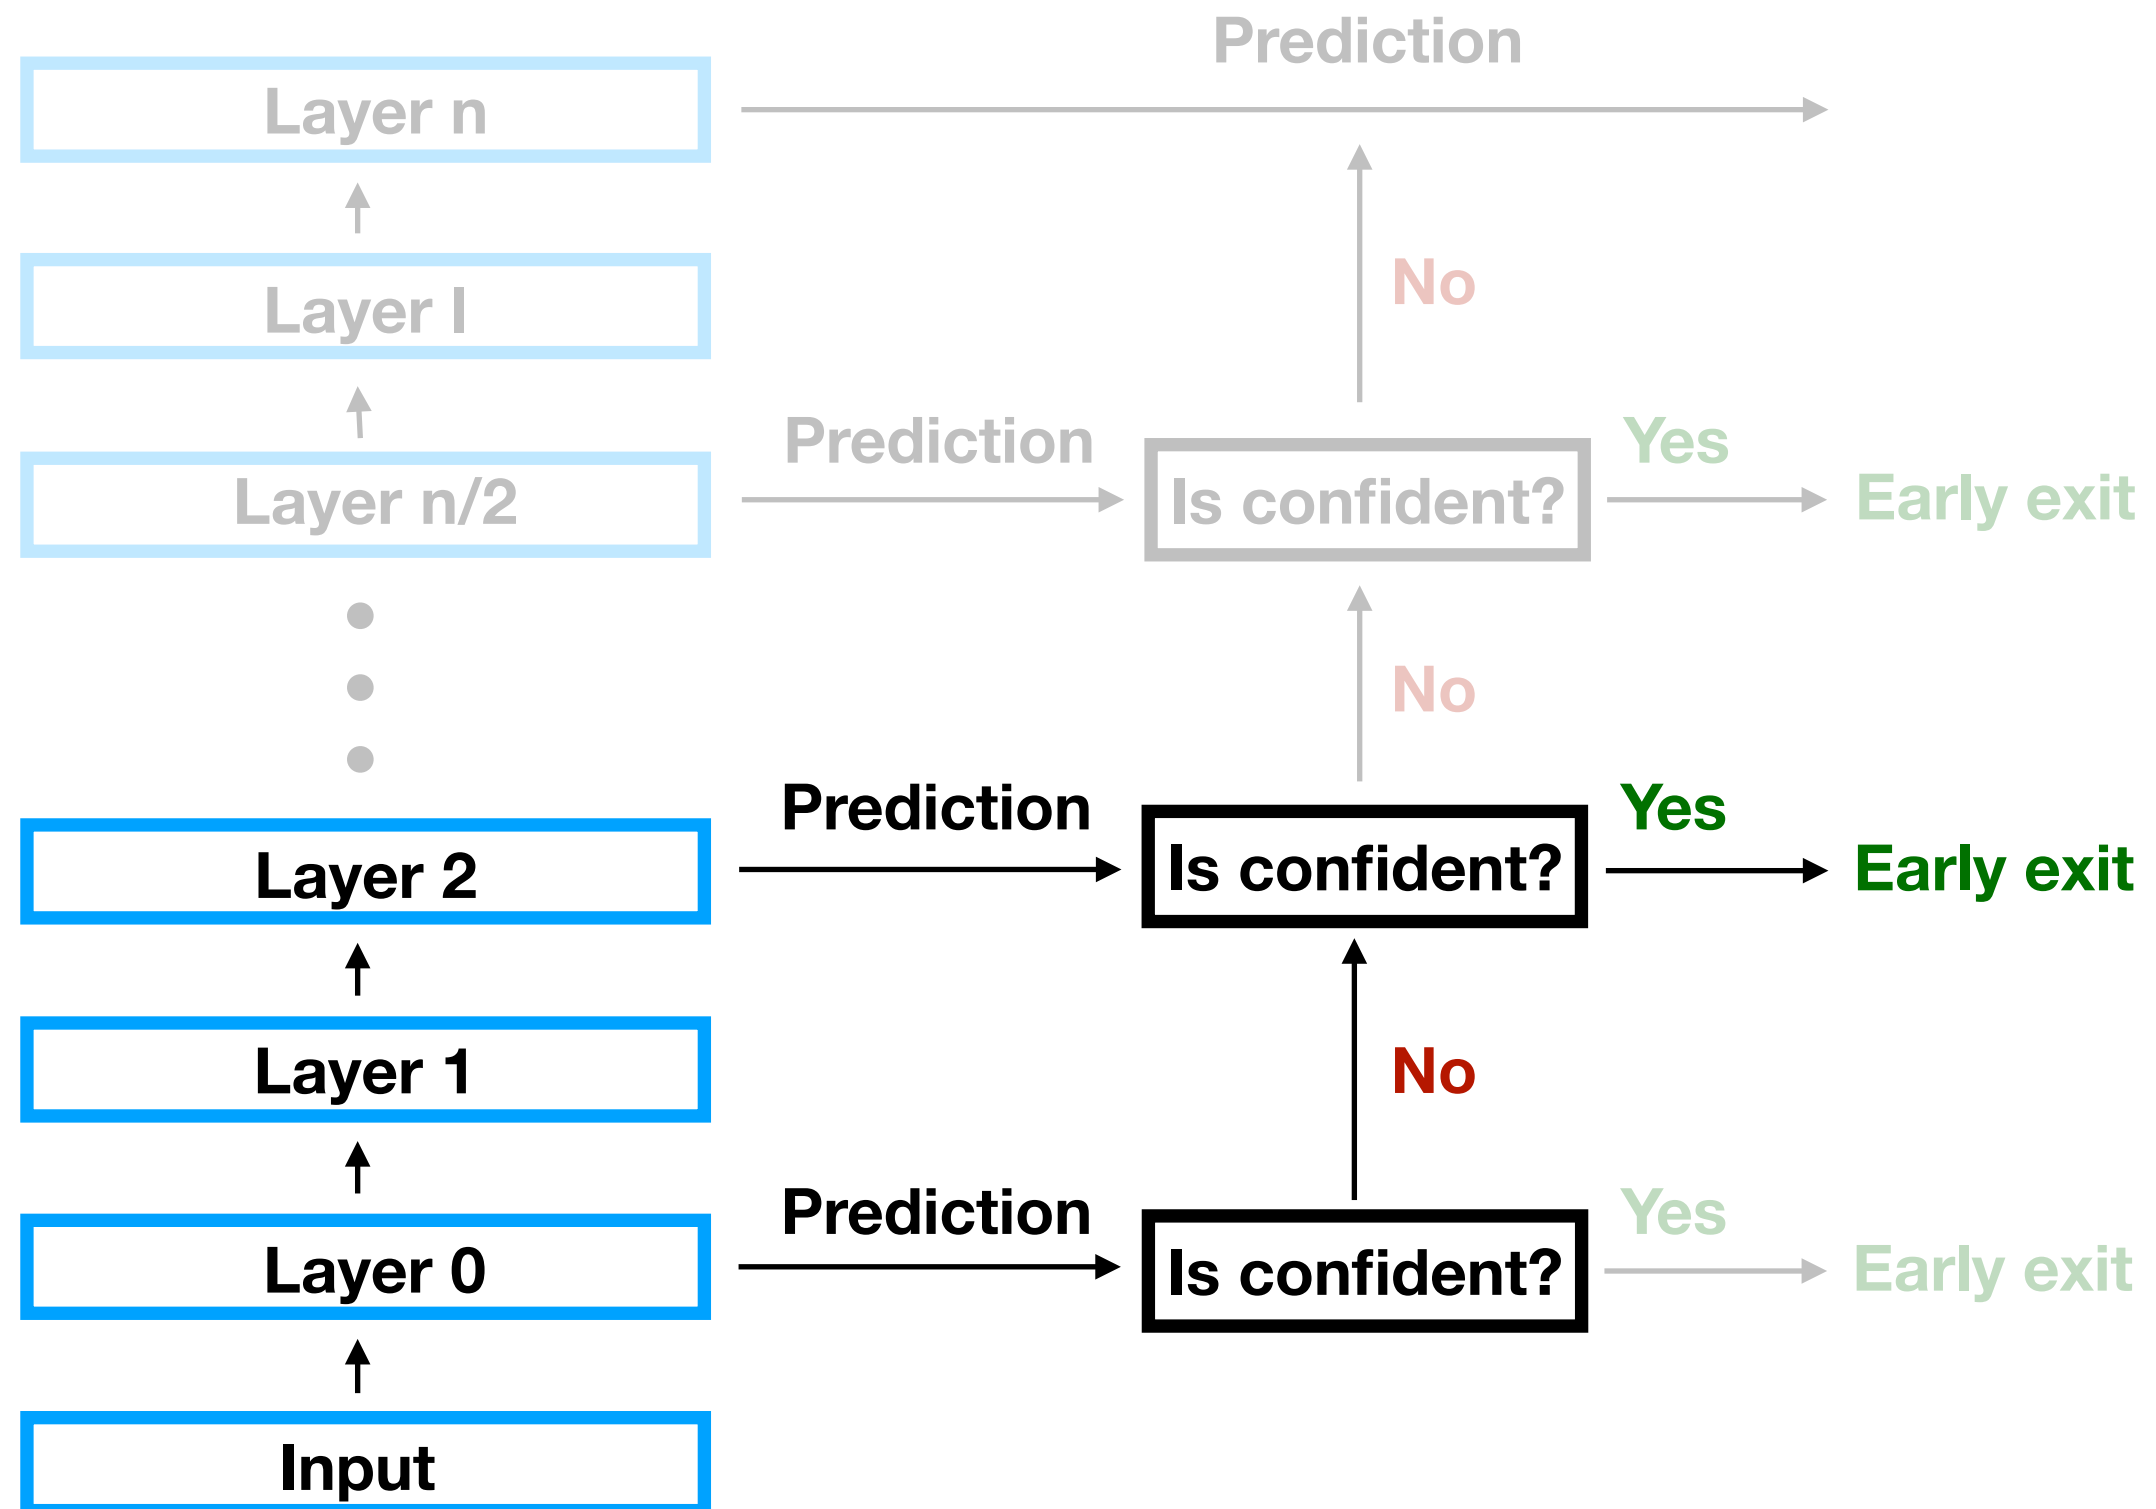 Prediction
Layer n
No
Layer l
Prediction
Yes
Layer n/2
Is confident?
Early exit
No
Prediction
Yes
Layer 2
Is confident?
Early exit
Layer 1
No
Prediction
Yes
Layer 0
Is confident?
Early exit
Input